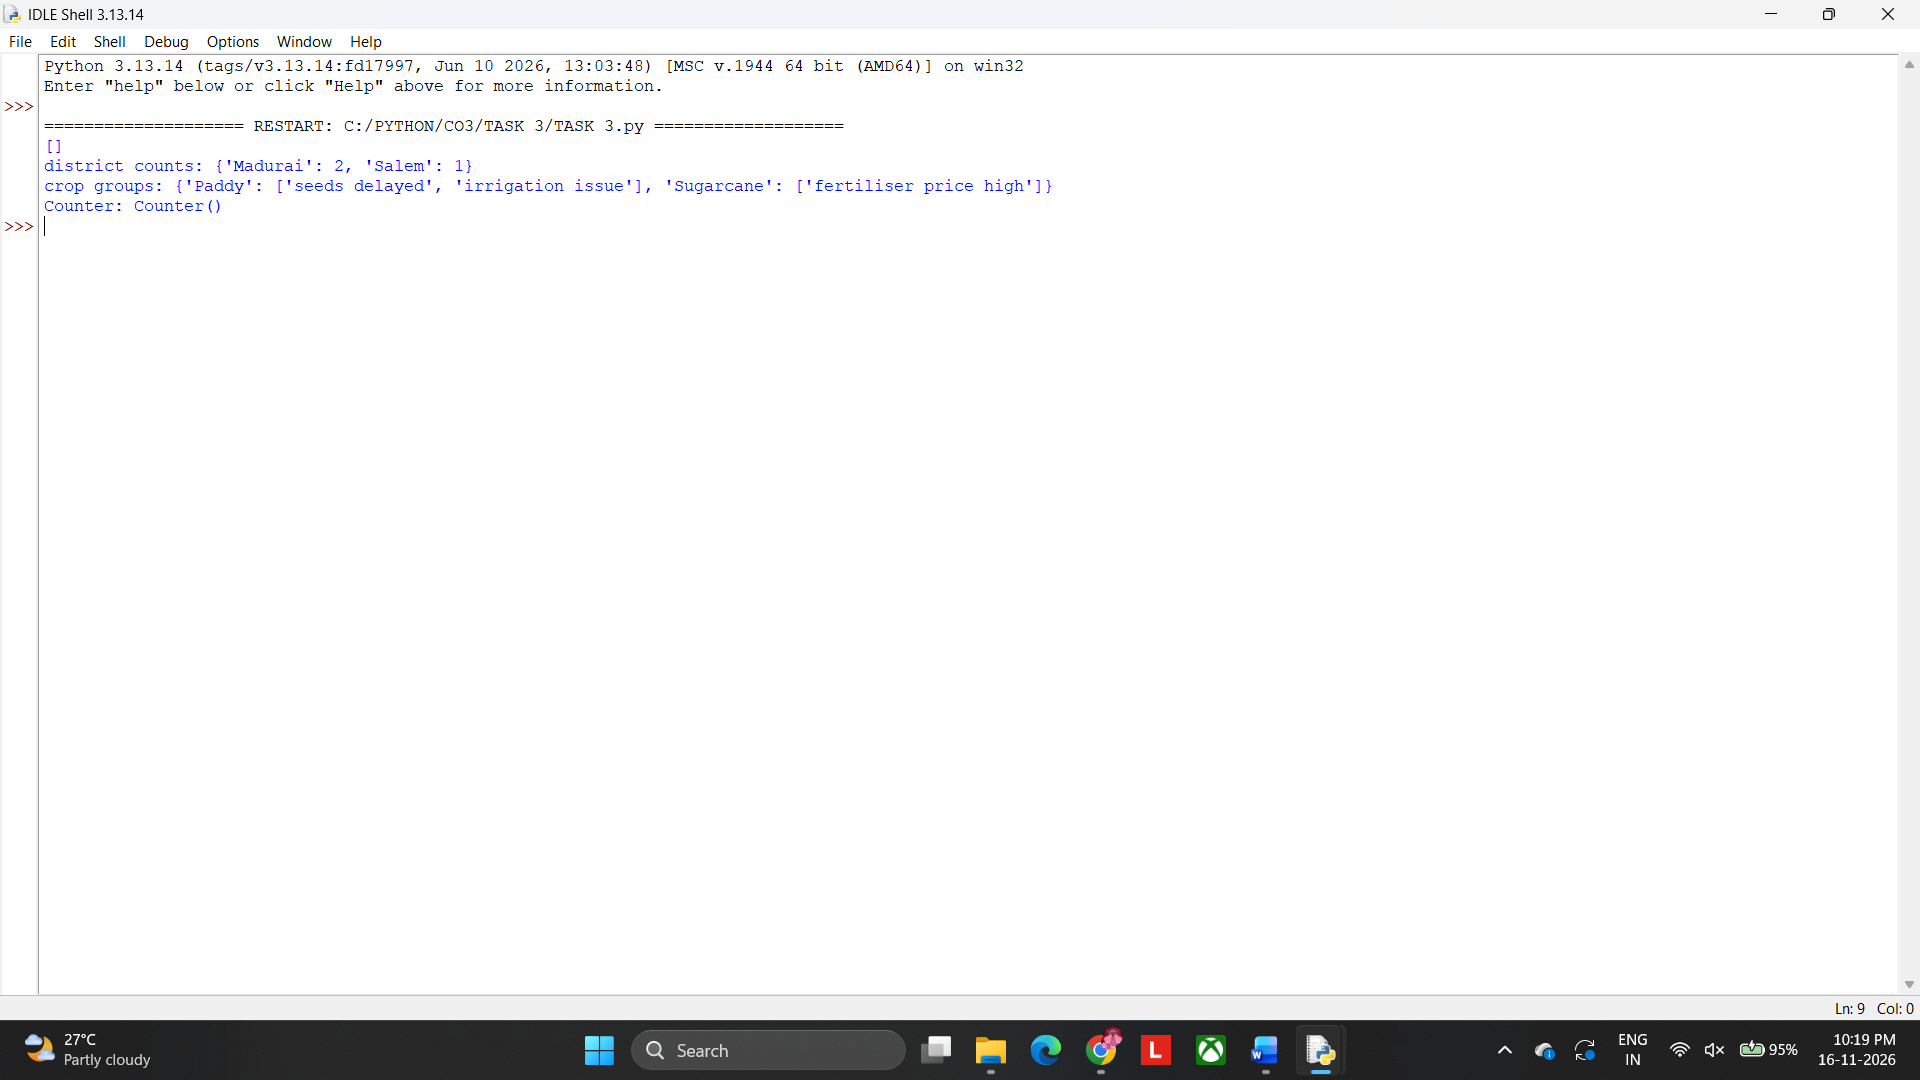 IDLE Shell 3.13.14
File Edit Shell Debug Options Window Help
Python 3.13.14 (tags/v3.13.14:fd17997, Jun 10 2026, 13:03:48) [MSC v.1944 64 bit (AMD64)] on win32
Enter "help" below or click "Help" above for more information.
>>>
==================== RESTART: C:/PYTHON/CO3/TASK 3/TASK 3.py ===================
[]
district counts: {'Madurai': 2, 'Salem': 1}
crop groups: {'Paddy': ['seeds delayed', 'irrigation issue'], 'Sugarcane': ['fertiliser price high']}
Counter: Counter()
>>>
Ln: 9 Col: 0
27°C
Partly cloudy
Search
L
W
ENG
IN
95%
10:19 PM
16-11-2026